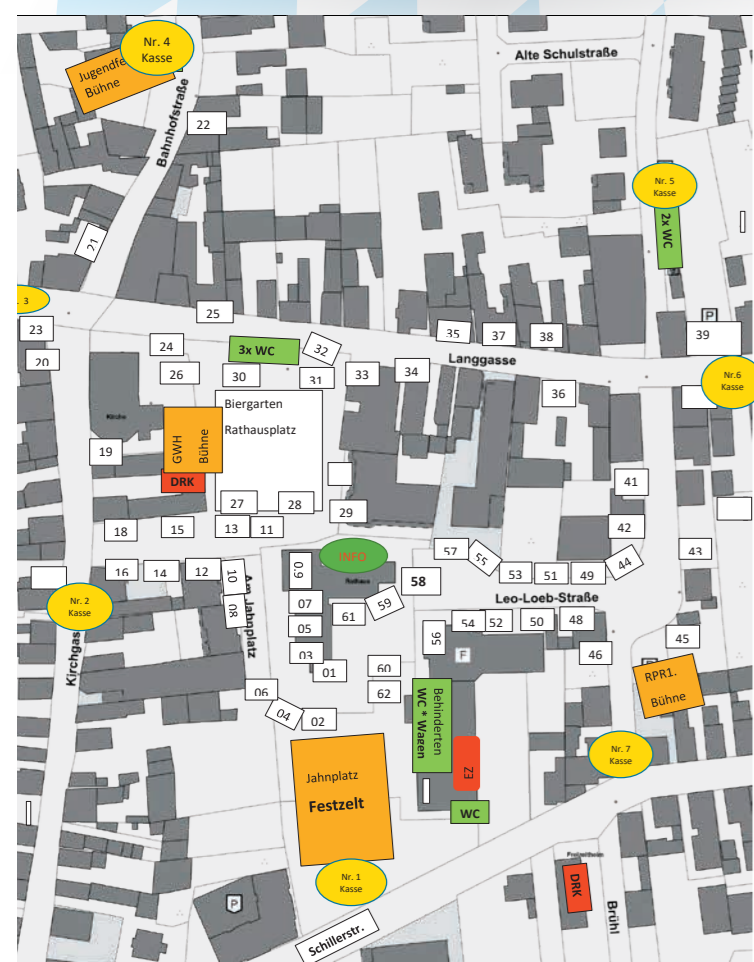 Nr. 4
Kasse
Jugendfe
Bühne
Alte Schulstraße
Bahnhofstraße
22
Nr. 5
Kasse
2x WC
21
. 3
23
25
24
3x WC
32
35
37
38
P
39
20
Langgasse
26
30
31
33
34
36
Nr.6
Kasse
Kirche
Biergarten
Rathausplatz
GWH
Bühne
19
DRK
41
27
28
29
18
15
13
11
42
57
55
INFO
43
16
14
12
10
0.9
Rathaus
58
53
51
49
44
Nr. 2
Kasse
Kirchgas
08
Am Jahnplatz
07
61
59
Leo-Loeb-Straße
05
56
54
52
50
48
45
03
01
60
F
46
RPR1.
Bühne
06
62
04
02
Behinderten
WC * Wagen
Jahnplatz
Festzelt
EZ
Nr. 7
Kasse
WC
Nr. 1
Kasse
DRK
Brühl
P
Schillerstr.